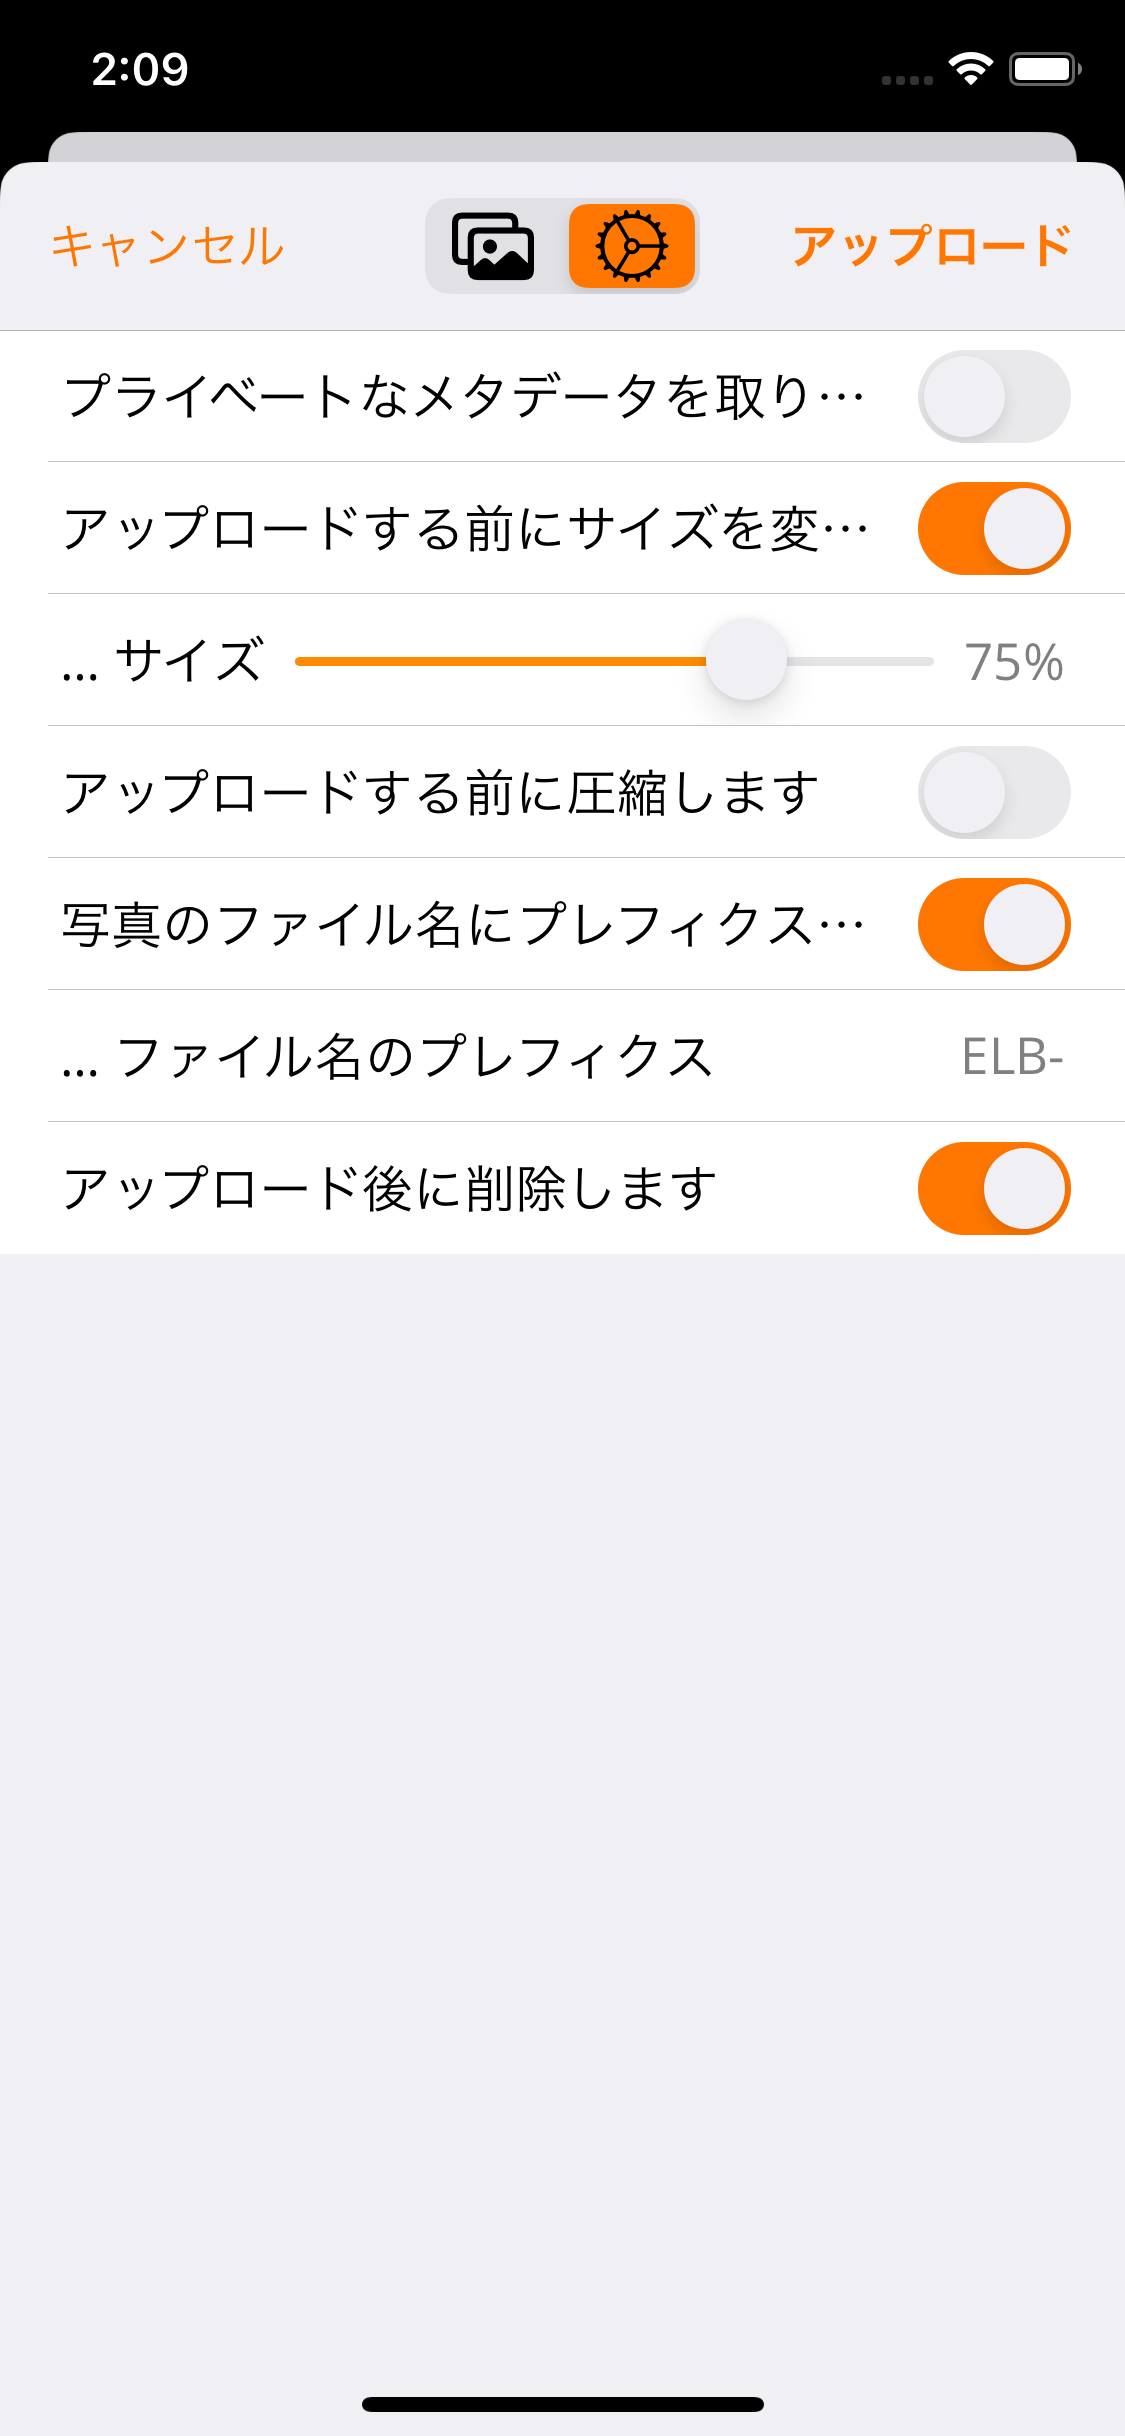 2:09
キャンセル
アップロード
プライベートなメタデータを取り…
アップロードする前にサイズを変…
... サイズ
75%
アップロードする前に圧縮します
写真のファイル名にプレフィクス…
... ファイル名のプレフィクス
ELB-
アップロード後に削除します